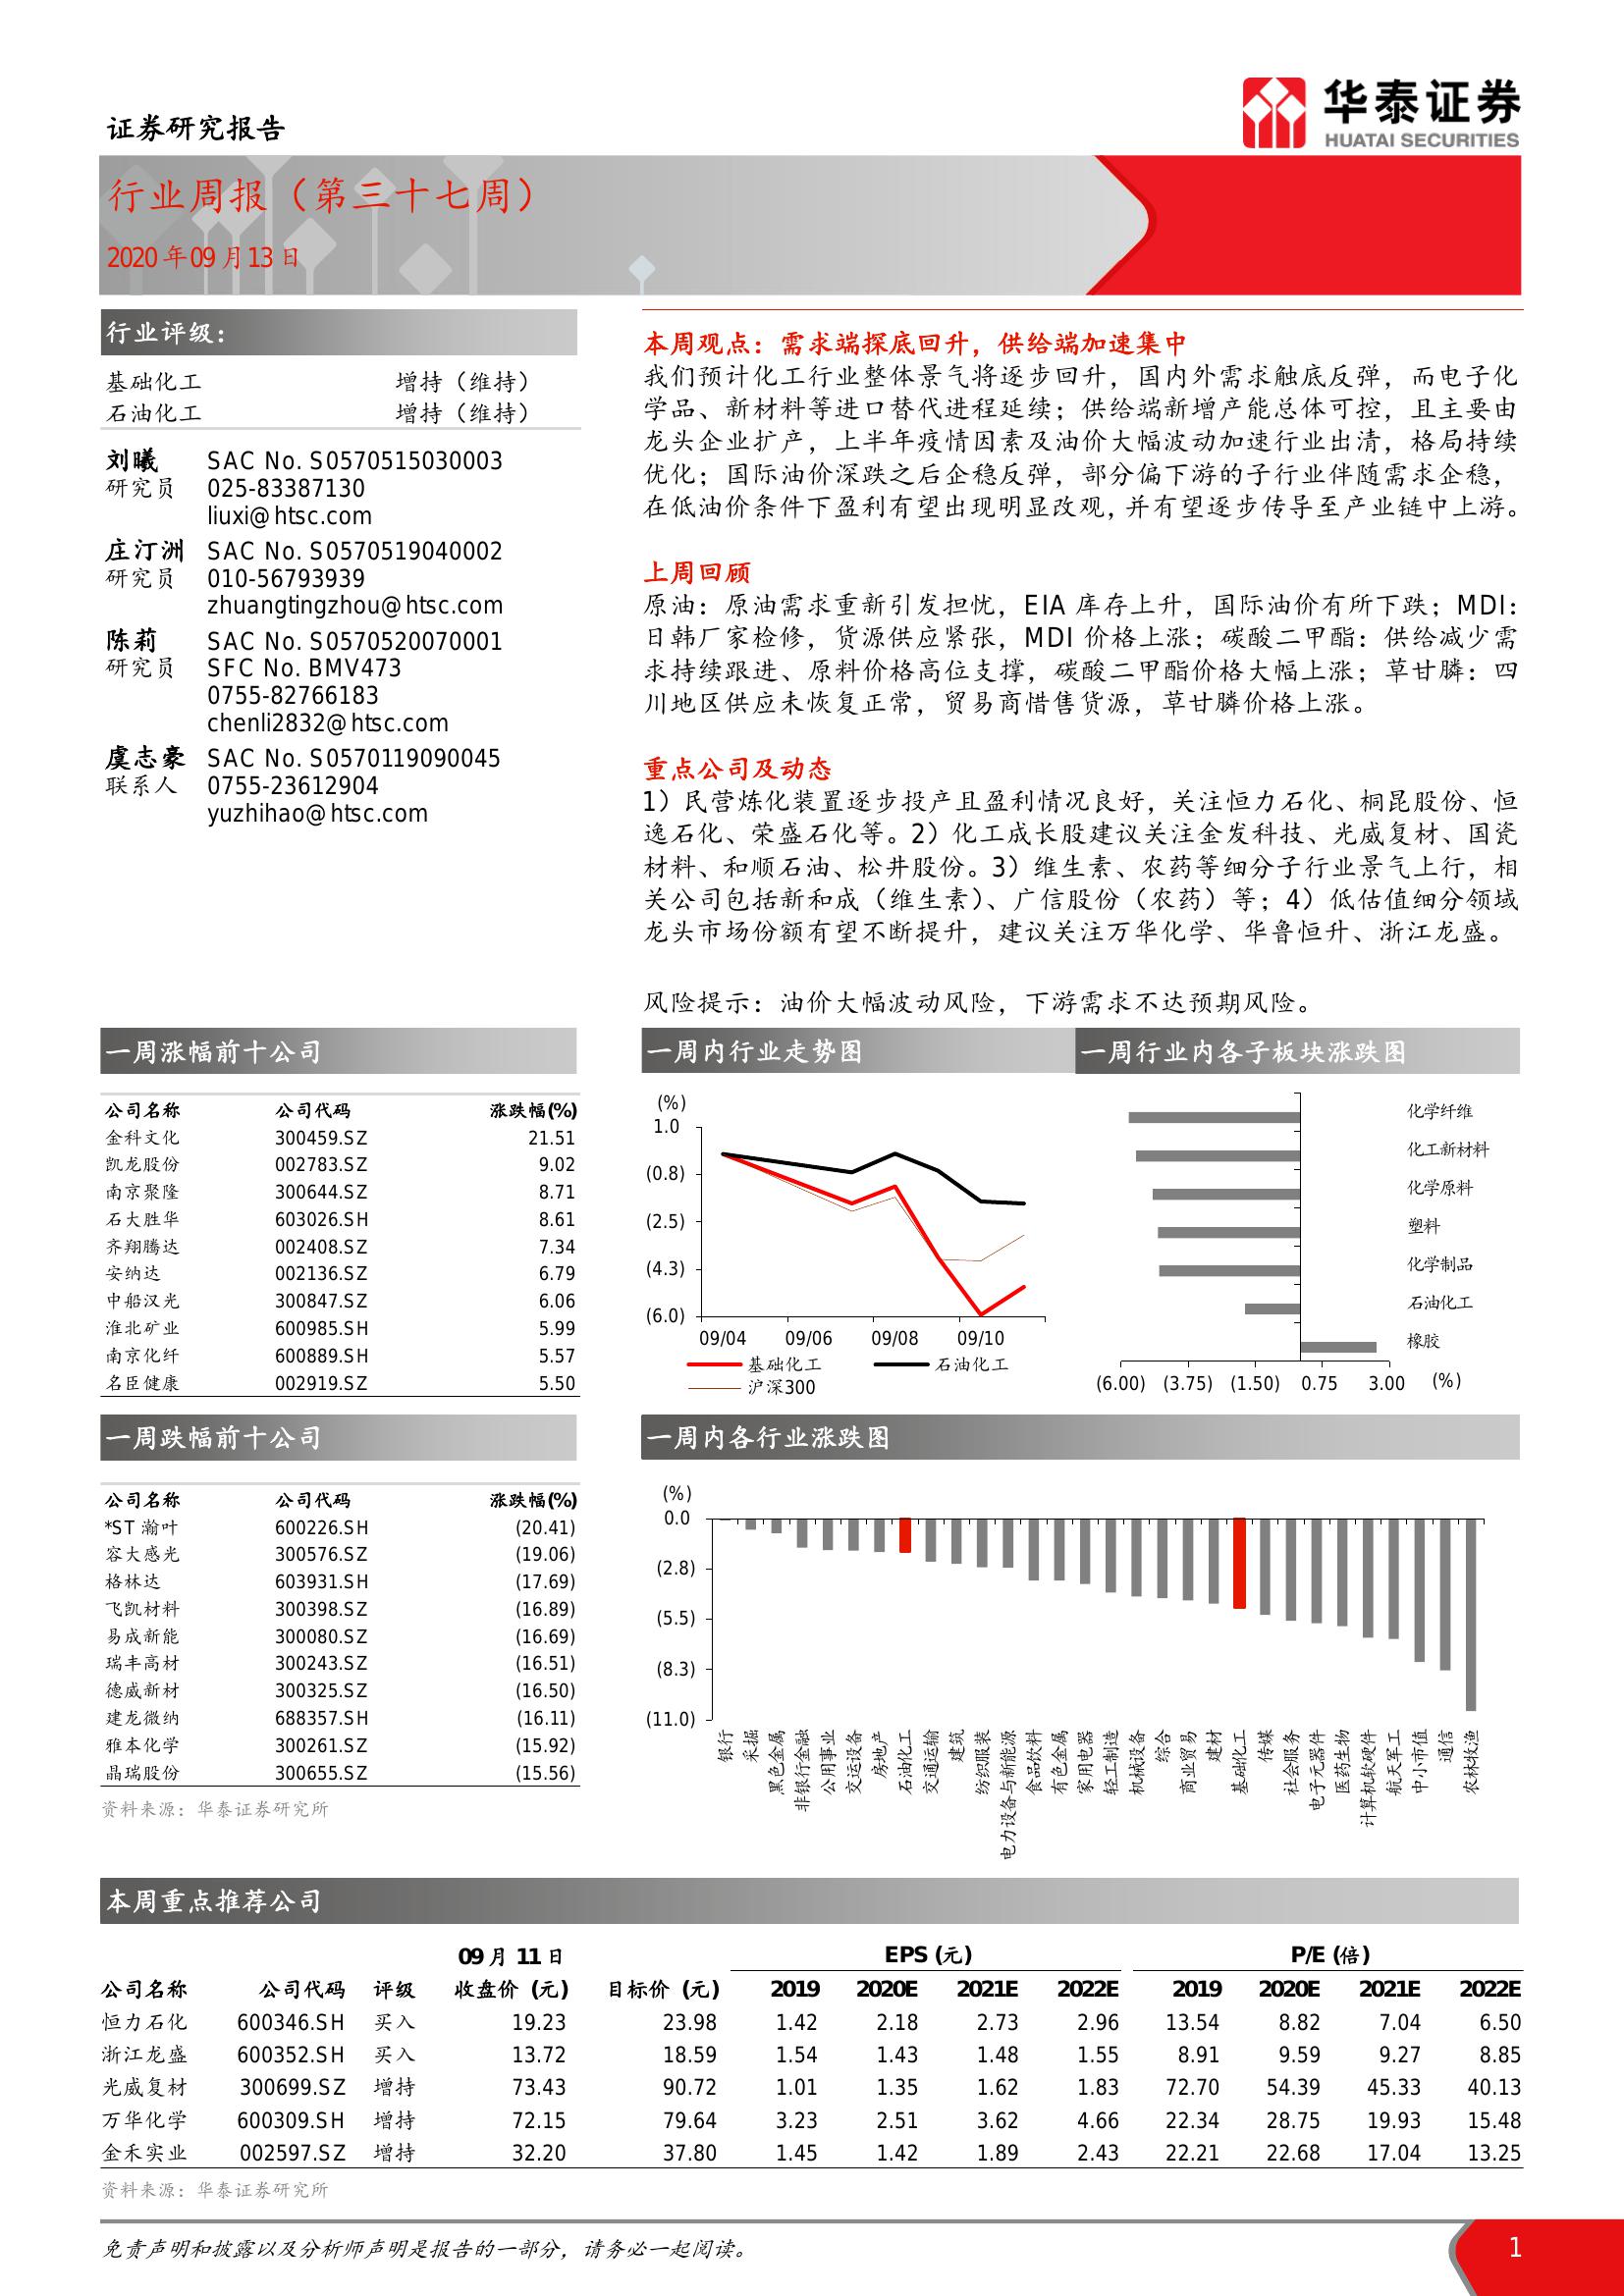 证券研究报告
华泰证券
HUATAI SECURITIES
行业周报（第三十七周）
2020年09月13日
行业评级：
基础化工 增持（维持）
石油化工 增持（维持）
刘曦 SAC No. S0570515030003
研究员 025-83387130
liuxi@htsc.com
庄汀洲 SAC No. S0570519040002
研究员 010-56793939
zhuangtingzhou@htsc.com
陈莉 SAC No. S0570520070001
研究员 SFC No. BMV473
0755-82766183
chenli2832@htsc.com
虞志豪 SAC No. S0570119090045
联系人 0755-23612904
yuzhihao@htsc.com
本周观点：需求端探底回升，供给端加速集中
我们预计化工行业整体景气将逐步回升，国内外需求触底反弹，而电子化
学品、新材料等进口替代进程延续；供给端新增产能总体可控，且主要由
龙头企业扩产，上半年疫情因素及油价大幅波动加速行业出清，格局持续
优化；国际油价深跌之后企稳反弹，部分偏下游的子行业伴随需求企稳，
在低油价条件下盈利有望出现明显改观，并有望逐步传导至产业链中上游。
上周回顾
原油：原油需求重新引发担忧，EIA 库存上升，国际油价有所下跌；MDI：
日韩厂家检修，货源供应紧张，MDI 价格上涨；碳酸二甲酯：供给减少需
求持续跟进、原料价格高位支撑，碳酸二甲酯价格大幅上涨；草甘膦：四
川地区供应未恢复正常，贸易商惜售货源，草甘膦价格上涨。
重点公司及动态
1）民营炼化装置逐步投产且盈利情况良好，关注恒力石化、桐昆股份、恒
逸石化、荣盛石化等。2）化工成长股建议关注金发科技、光威复材、国瓷
材料、和顺石油、松井股份。3）维生素、农药等细分子行业景气上行，相
关公司包括新和成（维生素）、广信股份（农药）等；4）低估值细分领域
龙头市场份额有望不断提升，建议关注万华化学、华鲁恒升、浙江龙盛。
风险提示：油价大幅波动风险，下游需求不达预期风险。
一周涨幅前十公司
公司名称 公司代码 涨跌幅(%)
金科文化 300459.SZ 21.51
凯龙股份 002783.SZ 9.02
南京聚隆 300644.SZ 8.71
石大胜华 603026.SH 8.61
齐翔腾达 002408.SZ 7.34
安纳达 002136.SZ 6.79
中船汉光 300847.SZ 6.06
淮北矿业 600985.SH 5.99
南京化纤 600889.SH 5.57
名臣健康 002919.SZ 5.50
一周内行业走势图
(%)
1.0
(0.8)
(2.5)
(4.3)
(6.0)
09/04 09/06 09/08 09/10
基础化工 石油化工
沪深300
一周行业内各子板块涨跌图
化学纤维
化工新材料
化学原料
塑料
化学制品
石油化工
橡胶
(6.00) (3.75) (1.50) 0.75 3.00 (%)
一周跌幅前十公司
公司名称 公司代码 涨跌幅(%)
*ST 瀚叶 600226.SH (20.41)
容大感光 300576.SZ (19.06)
格林达 603931.SH (17.69)
飞凯材料 300398.SZ (16.89)
易成新能 300080.SZ (16.69)
瑞丰高材 300243.SZ (16.51)
德威新材 300325.SZ (16.50)
建龙微纳 688357.SH (16.11)
雅本化学 300261.SZ (15.92)
晶瑞股份 300655.SZ (15.56)
资料来源：华泰证券研究所
一周内各行业涨跌图
(%)
0.0
(2.8)
(5.5)
(8.3)
(11.0)
银行
采掘
黑色金属
非银行金融
公用事业
交运设备
房地产
石油化工
交通运输
建筑
纺织服装
电力设备与新能源
食品饮料
有色金属
家用电器
轻工制造
机械设备
综合
商业贸易
建材
基础化工
传媒
社会服务
电子元器件
医药生物
计算机软硬件
航天军工
中小市值
通信
农林牧渔
本周重点推荐公司
09月11日 EPS (元) P/E (倍)
公司名称 公司代码 评级 收盘价 (元) 目标价 (元) 2019 2020E 2021E 2022E 2019 2020E 2021E 2022E
恒力石化 600346.SH 买入 19.23 23.98 1.42 2.18 2.73 2.96 13.54 8.82 7.04 6.50
浙江龙盛 600352.SH 买入 13.72 18.59 1.54 1.43 1.48 1.55 8.91 9.59 9.27 8.85
光威复材 300699.SZ 增持 73.43 90.72 1.01 1.35 1.62 1.83 72.70 54.39 45.33 40.13
万华化学 600309.SH 增持 72.15 79.64 3.23 2.51 3.62 4.66 22.34 28.75 19.93 15.48
金禾实业 002597.SZ 增持 32.20 37.80 1.45 1.42 1.89 2.43 22.21 22.68 17.04 13.25
资料来源：华泰证券研究所
免责声明和披露以及分析师声明是报告的一部分，请务必一起阅读。 1